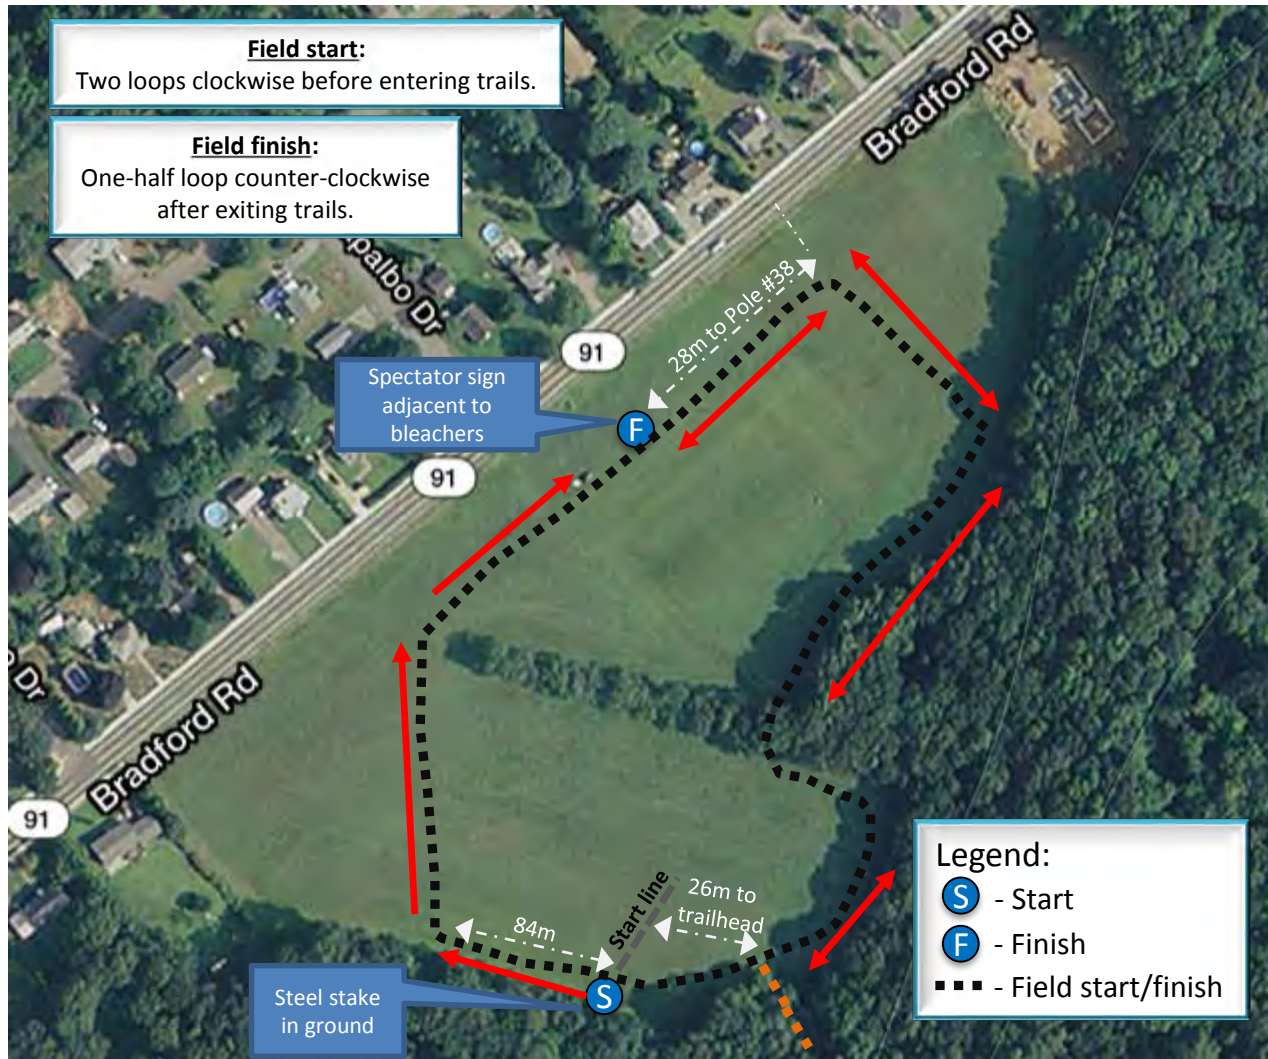 Field start:
Two loops clockwise before entering trails.
Field finish:
One-half loop counter-clockwise
after exiting trails.
Bradford Rd
palbo Dr
28m to Pole #38
91
Spectator sign
adjacent to
bleachers
F
91
Dr
Bradford Rd
91
Start line
26m to
trailhead
84m
S
Steel stake
in ground
Legend:
S - Start
F - Finish
- Field start/finish